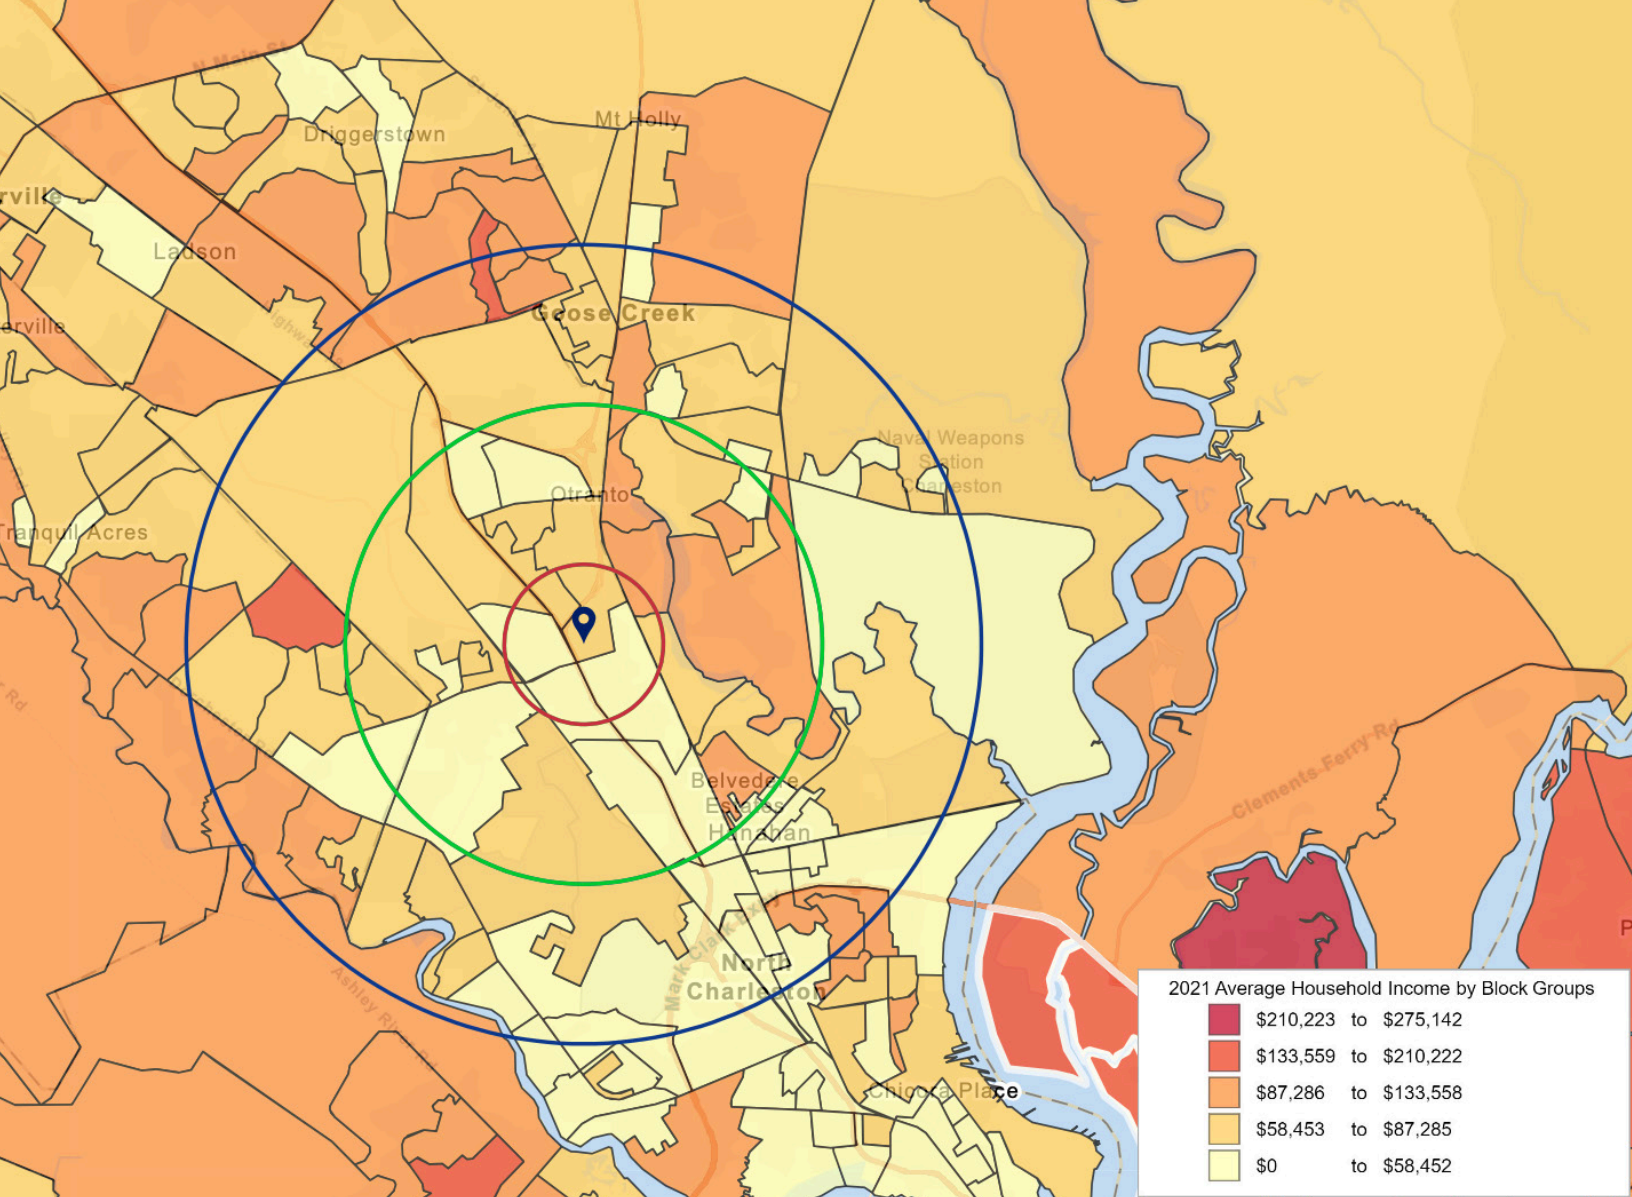 N Main St
Mt Holly
Driggerstown
rville
Ladson
Goose Creek
erville
Naval Weapons
Station
Charleston
Otranto
Tranquil Acres
Dorchester Rd
r Rd
Clements Ferry Rd
Belvedere
Estates
Hanahan
Mark Clark Expy
North
Charleston
Ashley River Rd
Chicora Place
P
2021 Average Household Income by Block Groups
$210,223 to $275,142
$133,559 to $210,222
$87,286 to $133,558
$58,453 to $87,285
$0 to $58,452